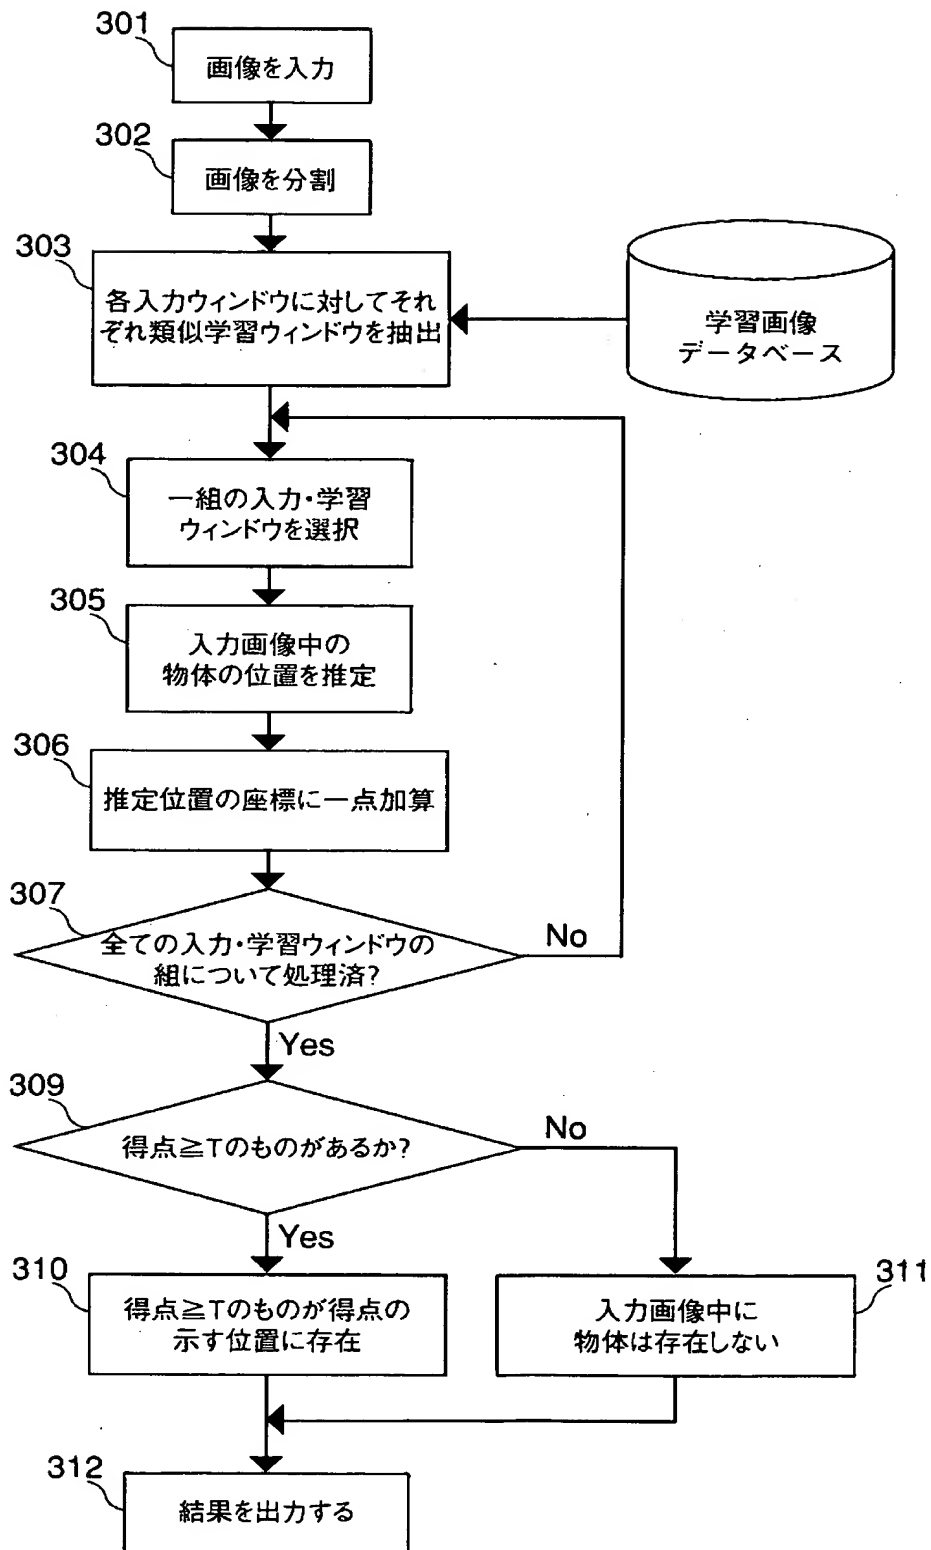 301
画像を入力
302
画像を分割
303
各入力ウィンドウに対してそれ
ぞれ類似学習ウィンドウを抽出
学習画像
データベース
304
一組の入力・学習
ウィンドウを選択
305
入力画像中の
物体の位置を推定
306
推定位置の座標に一点加算
307
全ての入力・学習ウィンドウの
組について処理済?
No
Yes
309
得点≧Tのものがあるか?
No
Yes
310
得点≧Tのものが得点の
示す位置に存在
311
入力画像中に
物体は存在しない
312
結果を出力する